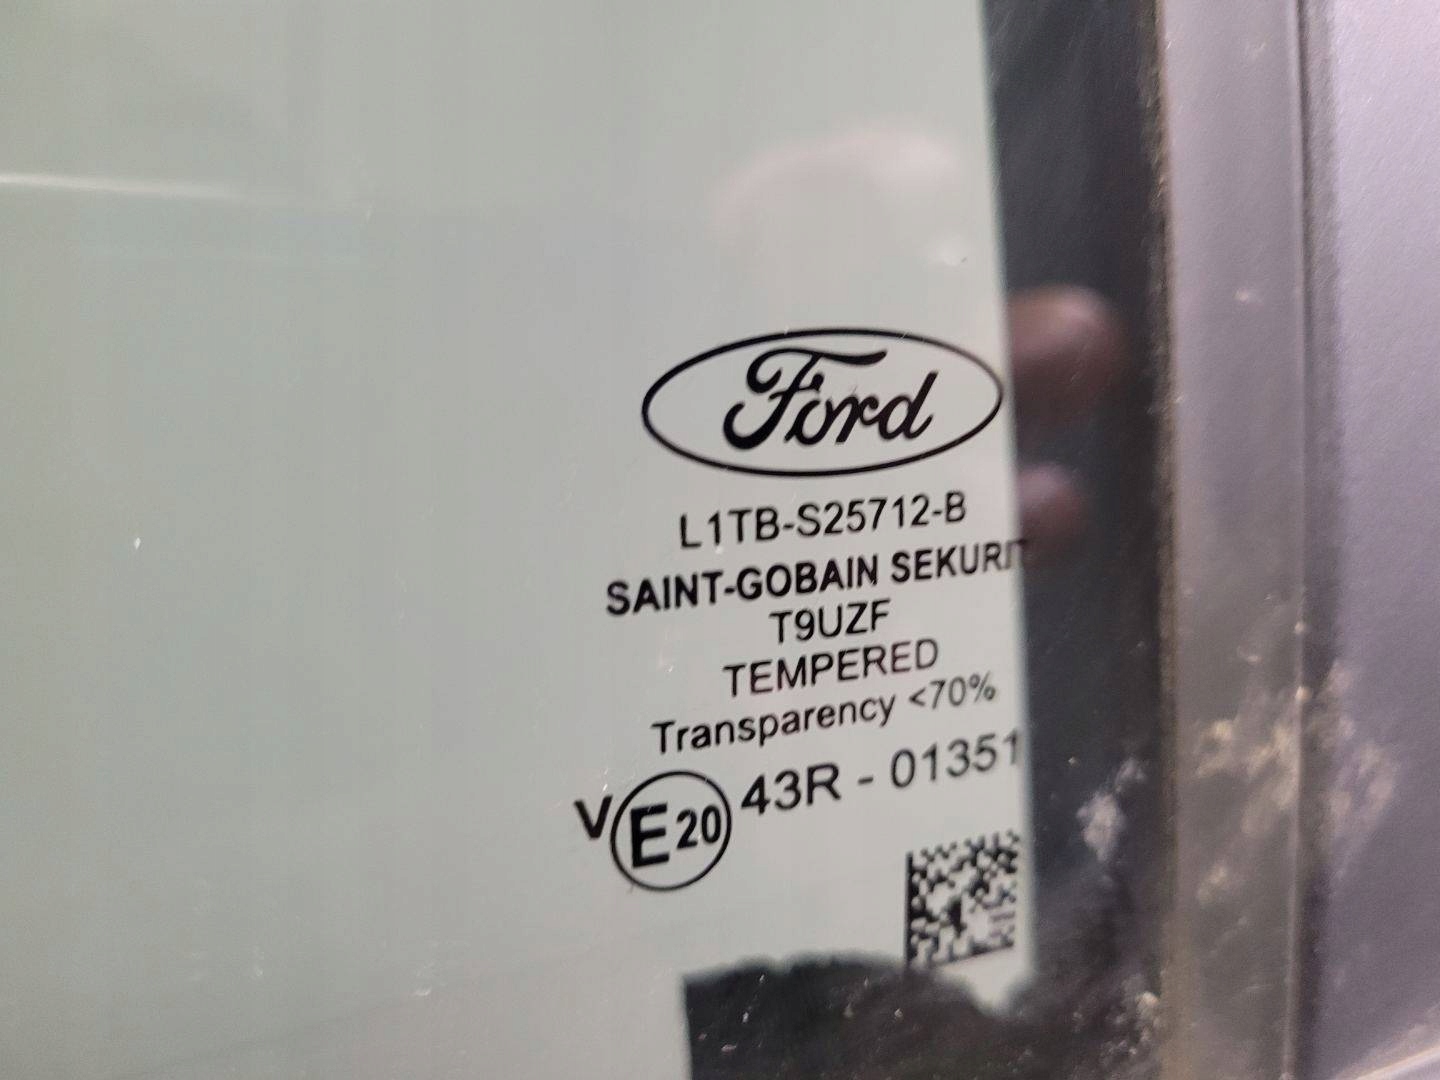 Ford
L1TB-S25712-B
SAINT-GOBAIN SEKURIT
T9UZF
TEMPERED
Transparency <70%
V E20 43R - 01351